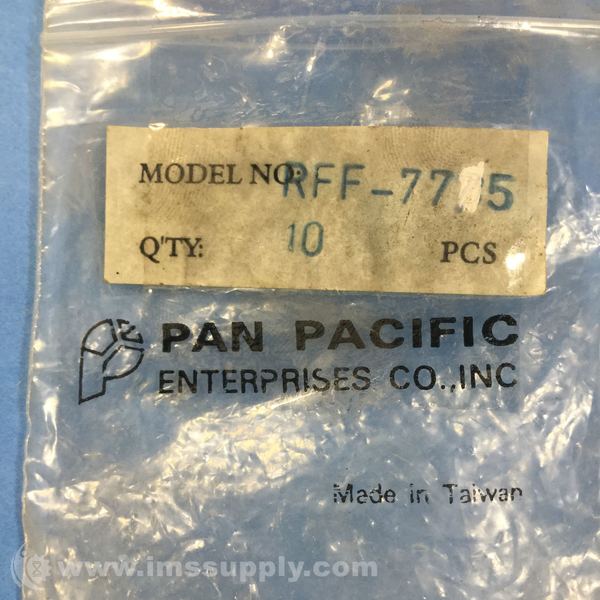 MODEL NO:
Q'TY: 10 PCS
PAN PACIFIC
ENTERPRISES CO.,INC
Made in Taiwan
www.imssupply.com